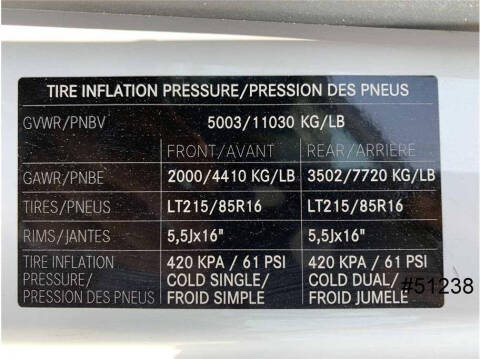 TIRE INFLATION PRESSURE/PRESSION DES PNEUS
GVWR/PNBV 5003/11030 KG/LB
FRONT/AVANT REAR/ARRIÈRE
GAWR/PNBE 2000/4410 KG/LB 3502/7720 KG/LB
TIRES/PNEUS LT215/85R16 LT215/85R16
RIMS/JANTES 5,5Jx16" 5,5Jx16"
TIRE INFLATION 420 KPA / 61 PSI 420 KPA / 61 PSI
PRESSURE/ COLD SINGLE/ COLD DUAL/
PRESSION DES PNEUS FROID SIMPLE FROID JUMELÉ
#51238